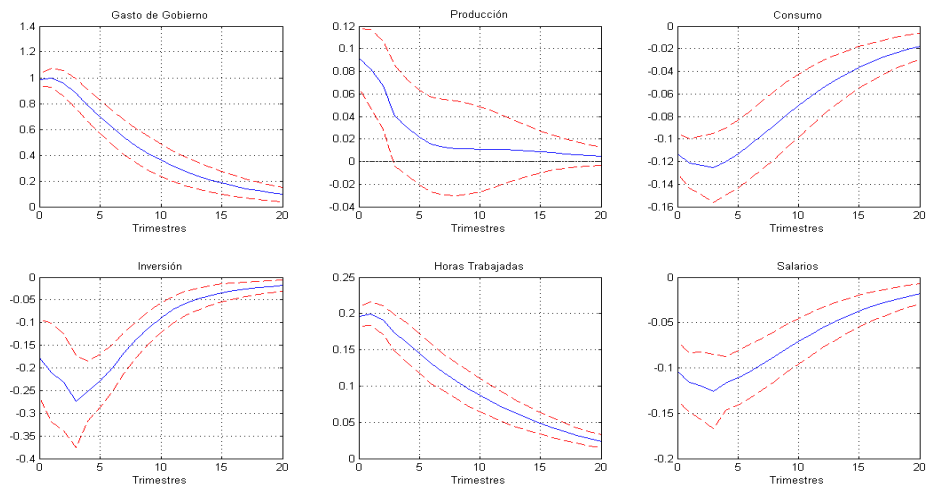 Gasto de Gobierno
1.4
1.2
1
0.8
0.6
0.4
0.2
0
0 5 10 15 20
Trimestres
Producción
0.12
0.1
0.08
0.06
0.04
0.02
0
-0.02
-0.04
0 5 10 15 20
Trimestres
Consumo
0
-0.02
-0.04
-0.06
-0.08
-0.1
-0.12
-0.14
-0.16
0 5 10 15 20
Trimestres
Inversión
0
-0.05
-0.1
-0.15
-0.2
-0.25
-0.3
-0.35
-0.4
0 5 10 15 20
Trimestres
Horas Trabajadas
0.25
0.2
0.15
0.1
0.05
0
0 5 10 15 20
Trimestres
Salarios
0
-0.05
-0.1
-0.15
-0.2
0 5 10 15 20
Trimestres